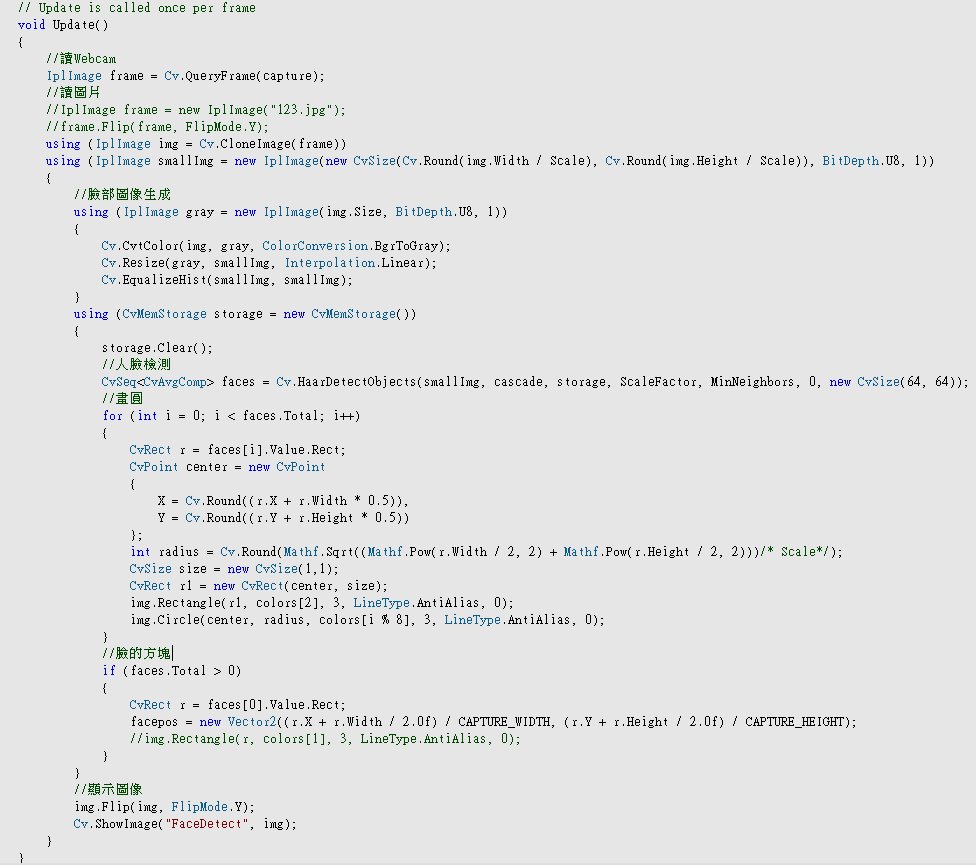 // Update is called once per frame
void Update()
{
    //讀Webcam
    IplImage frame = Cv.QueryFrame(capture);
    //讀圖片
    //IplImage frame = new IplImage("123.jpg");
    //frame.Flip(frame, FlipMode.Y);
    using (IplImage img = Cv.CloneImage(frame))
    using (IplImage smallImg = new IplImage(new CvSize(Cv.Round(img.Width / Scale), Cv.Round(img.Height / Scale)), BitDepth.U8, 1))
    {
        //臉部圖像生成
        using (IplImage gray = new IplImage(img.Size, BitDepth.U8, 1))
        {
            Cv.CvtColor(img, gray, ColorConversion.BgrToGray);
            Cv.Resize(gray, smallImg, Interpolation.Linear);
            Cv.EqualizeHist(smallImg, smallImg);
        }
        using (CvMemStorage storage = new CvMemStorage())
        {
            storage.Clear();
            //人臉檢測
            CvSeq<CvAvgComp> faces = Cv.HaarDetectObjects(smallImg, cascade, storage, ScaleFactor, MinNeighbors, 0, new CvSize(64, 64));
            //畫圓
            for (int i = 0; i < faces.Total; i++)
            {
                CvRect r = faces[i].Value.Rect;
                CvPoint center = new CvPoint
                {
                    X = Cv.Round((r.X + r.Width * 0.5)),
                    Y = Cv.Round((r.Y + r.Height * 0.5))
                };
                int radius = Cv.Round(Mathf.Sqrt((Mathf.Pow(r.Width / 2, 2) + Mathf.Pow(r.Height / 2, 2)))/* Scale*/);
                CvSize size = new CvSize(1,1);
                CvRect r1 = new CvRect(center, size);
                img.Rectangle(r1, colors[2], 3, LineType.AntiAlias, 0);
                img.Circle(center, radius, colors[i % 8], 3, LineType.AntiAlias, 0);
            }
            //臉的方塊
            if (faces.Total > 0)
            {
                CvRect r = faces[0].Value.Rect;
                facepos = new Vector2((r.X + r.Width / 2.0f) / CAPTURE_WIDTH, (r.Y + r.Height / 2.0f) / CAPTURE_HEIGHT);
                //img.Rectangle(r, colors[1], 3, LineType.AntiAlias, 0);
            }
        }
        //顯示圖像
        img.Flip(img, FlipMode.Y);
        Cv.ShowImage("FaceDetect", img);
    }
}